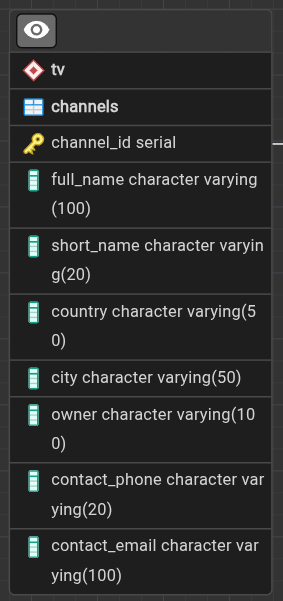 tv
channels
channel_id serial
full_name character varying
(100)
short_name character varyin
g(20)
country character varying(5
0)
city character varying(50)
owner character varying(10
0)
contact_phone character var
ying(20)
contact_email character var
ying(100)